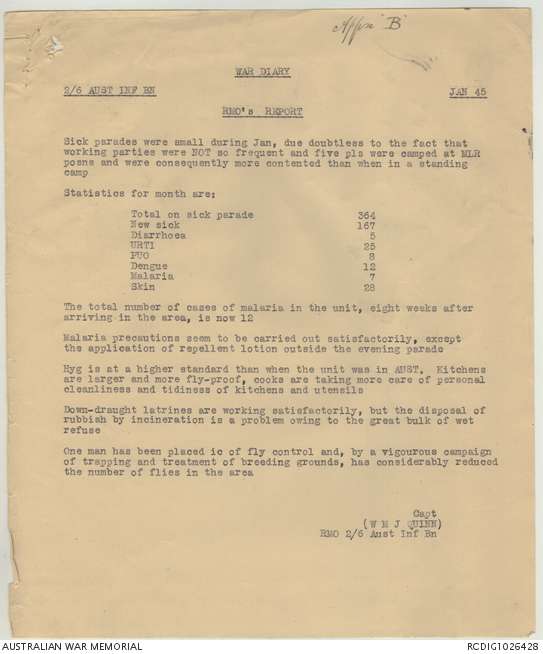 Appx "B"
WAR DIARY
2/6 AUST INF BN JAN 45
RMO's REPORT
Sick parades were small during Jan, due doubtless to the fact that
working parties were NOT so frequent and five pls were camped at MLR
posns and were consequently more contented than when in a standing
camp
Statistics for month are;
Total on sick parade 364
New sick 167
Diarrhoea 5
URTI 25
PUO 8
Dengue 12
Malaria 7
Skin 28
The total number of cases of malaria in the unit, eight weeks after
arriving in the area, is now 12
Malaria precautions seem to be carried out satisfactorily, except
the application of repellent lotion outside the evening parade
Hyg is at a higher standard than when the unit was in AUST. Kitchens
are larger and more fly-proof, cooks are taking more care of personal
cleanliness and tidiness of kitchens and utensils
Down-draught latrines are working satisfactorily, but the disposal of
rubbish by incineration is a problem owing to the great bulk of wet
refuse
One man has been placed ic of fly control and, by a vigourous campaign
of trapping and treatment of breeding grounds, has considerably reduced
the number of flies in the area
Capt
(W M J QUINN)
RMO 2/6 Aust Inf Bn
AUSTRALIAN WAR MEMORIAL RCDIG1026428